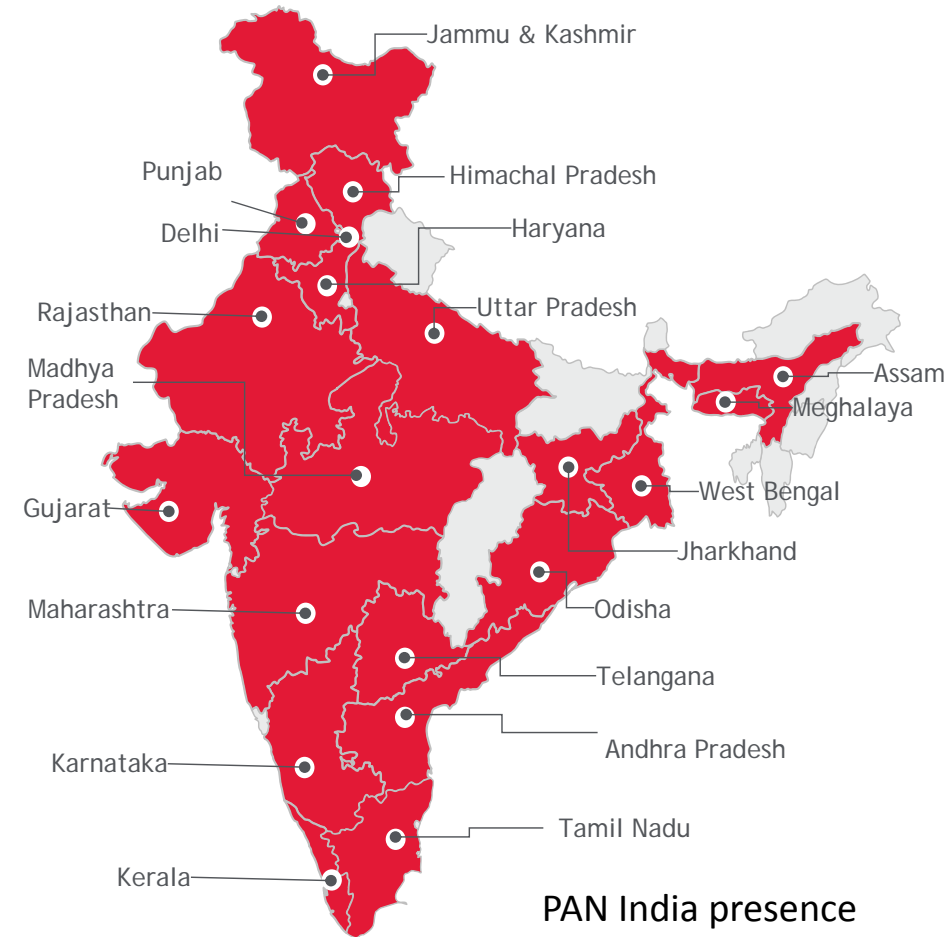 Jammu & Kashmir
Punjab
Himachal Pradesh
Delhi
Haryana
Rajasthan
Uttar Pradesh
Madhya
Pradesh
Assam
Meghalaya
Gujarat
West Bengal
Jharkhand
Maharashtra
Odisha
Telangana
Andhra Pradesh
Karnataka
Tamil Nadu
Kerala
PAN India presence